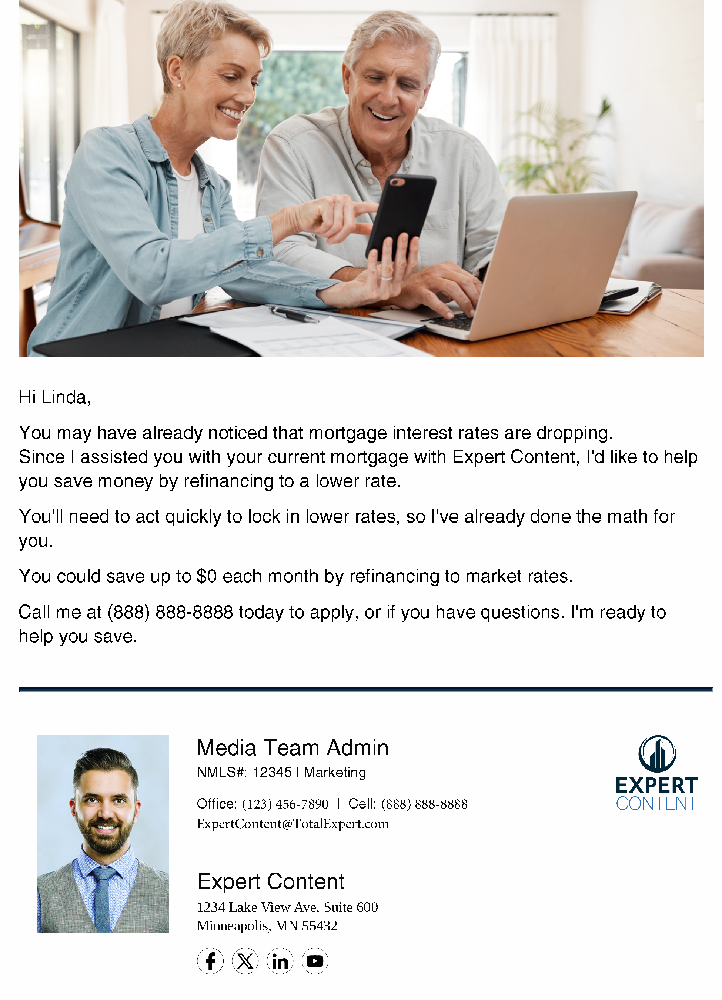 Hi Linda,
You may have already noticed that mortgage interest rates are dropping.
Since I assisted you with your current mortgage with Expert Content, I'd like to help
you save money by refinancing to a lower rate.
You'll need to act quickly to lock in lower rates, so I've already done the math for
you.
You could save up to $0 each month by refinancing to market rates.
Call me at (888) 888-8888 today to apply, or if you have questions. I'm ready to
help you save.
Media Team Admin
NMLS#: 12345 | Marketing
Office: (123) 456-7890 | Cell: (888) 888-8888
ExpertContent@TotalExpert.com
EXPERT
CONTENT
Expert Content
1234 Lake View Ave. Suite 600
Minneapolis, MN 55432